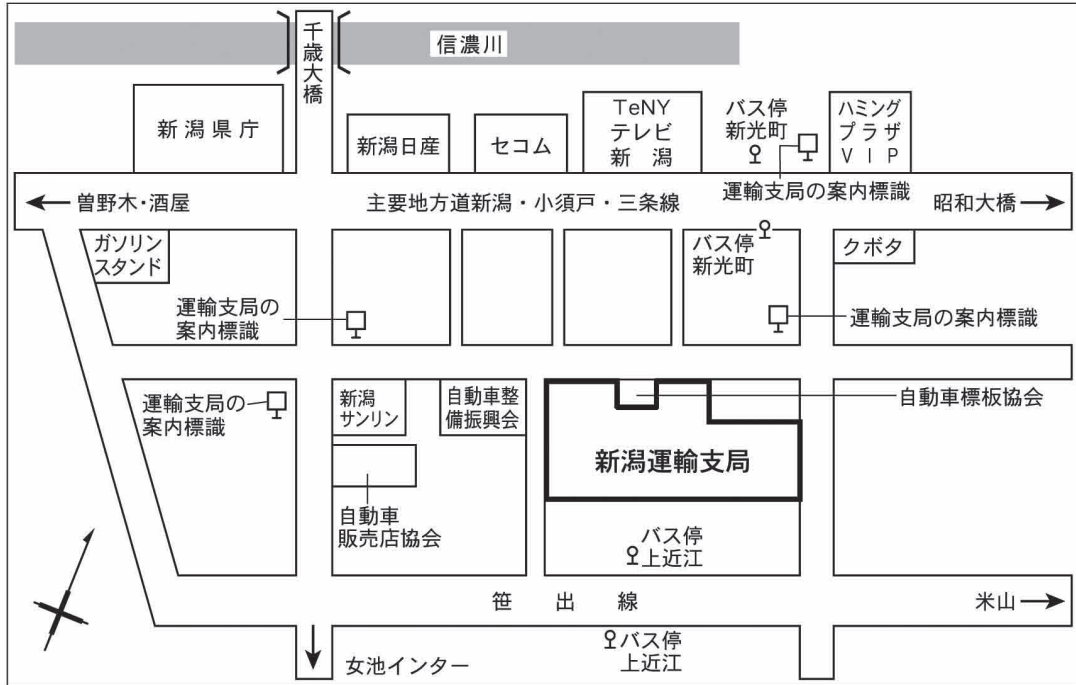 千歳大橋
信濃川
新潟県庁
新潟日産
セコム
TeNY
テレビ
新潟
バス停
新光町
ハミング
プラザ
VIP
運輸支局の案内標識
曽野木・酒屋
主要地方道新潟・小須戸・三条線
昭和大橋
ガソリン
スタンド
バス停
新光町
クボタ
運輸支局の
案内標識
運輸支局の案内標識
運輸支局の
案内標識
新潟
サンリン
自動車整
備振興会
自動車標板協会
新潟運輸支局
自動車
販売店協会
バス停
上近江
笹出線
米山
バス停
上近江
女池インター